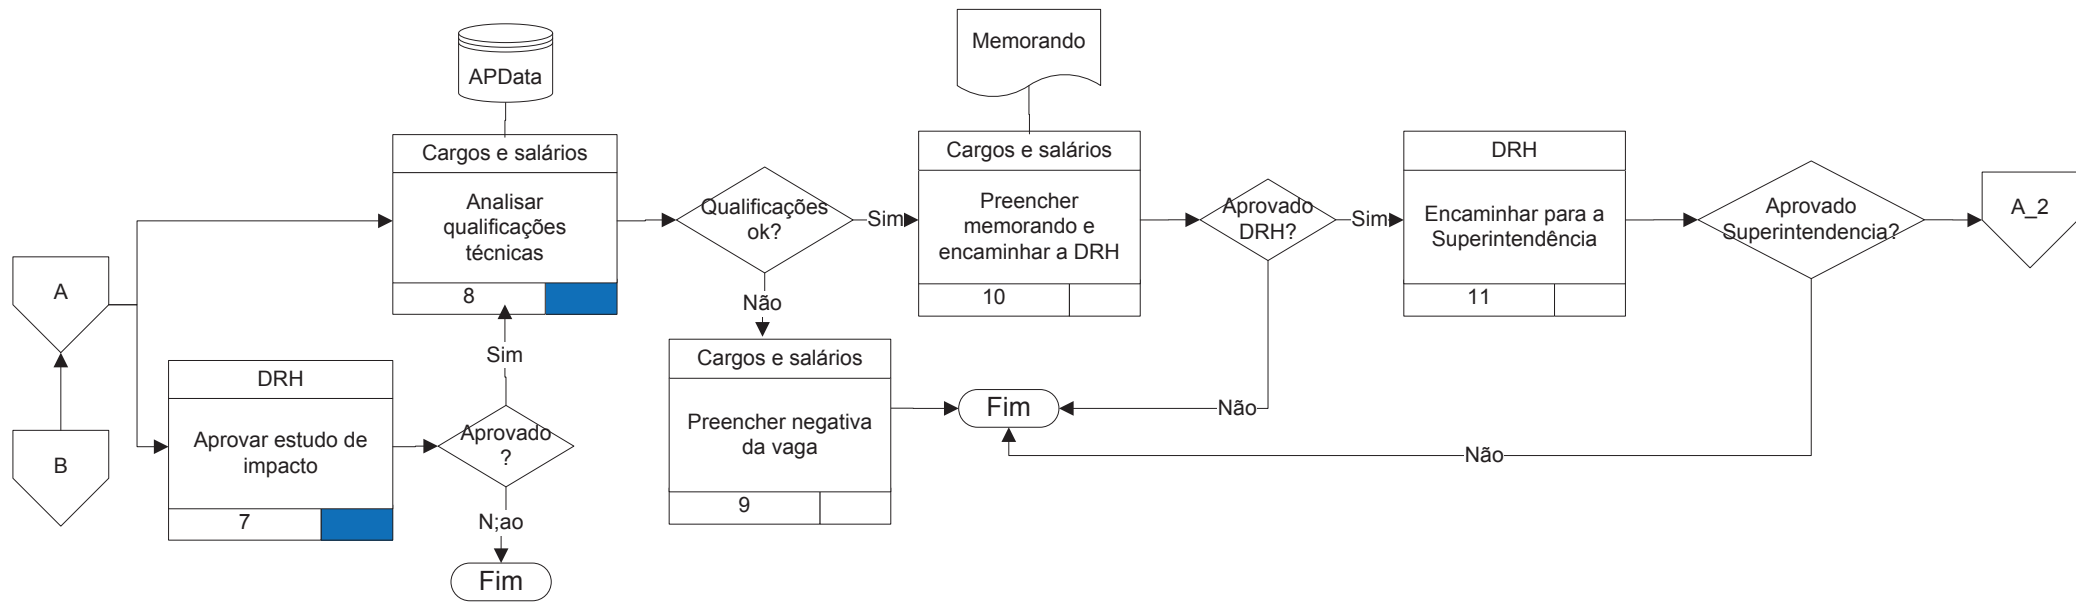 APData
Memorando
Cargos e salários
Analisar
qualificações
técnicas
8
Qualificações
ok?
Sim
Não
Cargos e salários
Preencher
memorando e
encaminhar a DRH
10
Aprovado
DRH?
Sim
Não
DRH
Encaminhar para a
Superintendência
11
Aprovado
Superintendencia?
Não
A_2
A
B
DRH
Aprovar estudo de
impacto
7
Aprovado
?
Sim
N;ao
Fim
Cargos e salários
Preencher negativa
da vaga
9
Fim